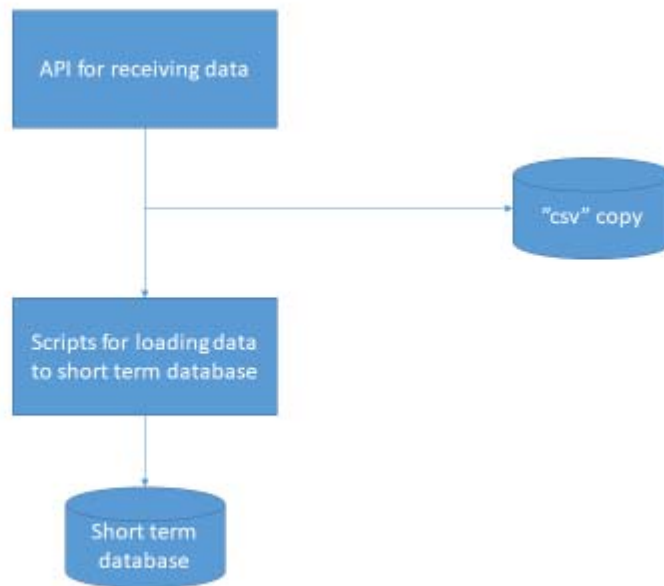 API for receiving data
”csv” copy
Scripts for loading data
to short term database
Short term
database